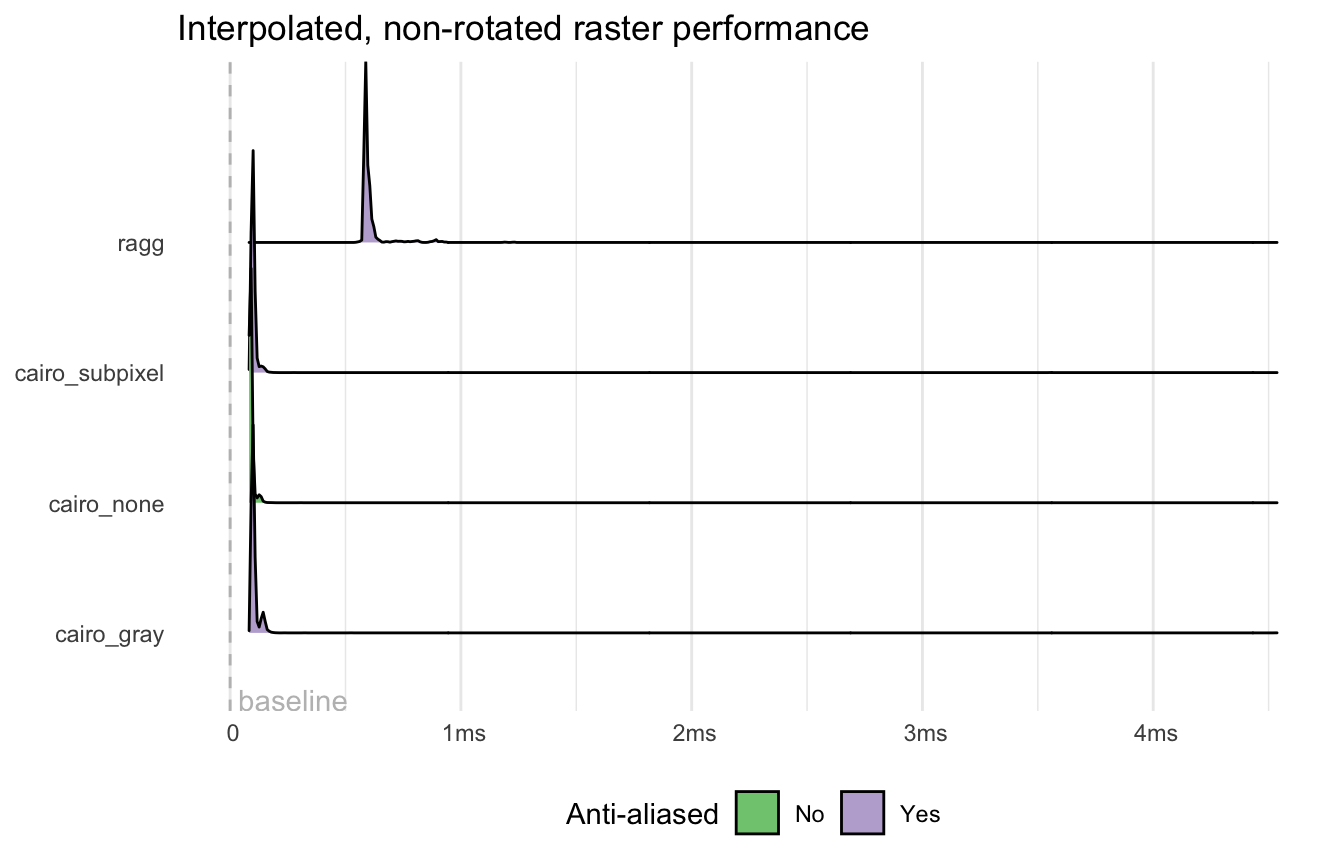 Interpolated, non-rotated raster performance
ragg
cairo_subpixel
cairo_none
cairo_gray
baseline
0 1ms 2ms 3ms 4ms
Anti-aliased No Yes